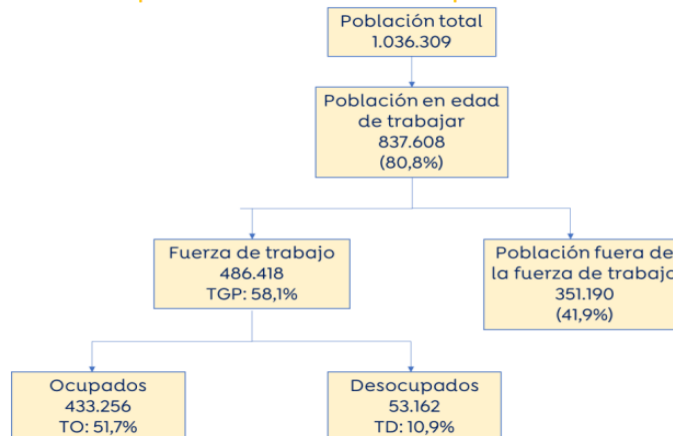 Población total
1.036.309
Población en edad
de trabajar
837.608
(80,8%)
Fuerza de trabajo
486.418
TGP: 58,1%
Población fuera de
la fuerza de trabajo
351.190
(41,9%)
Ocupados
433.256
TO: 51,7%
Desocupados
53.162
TD: 10,9%